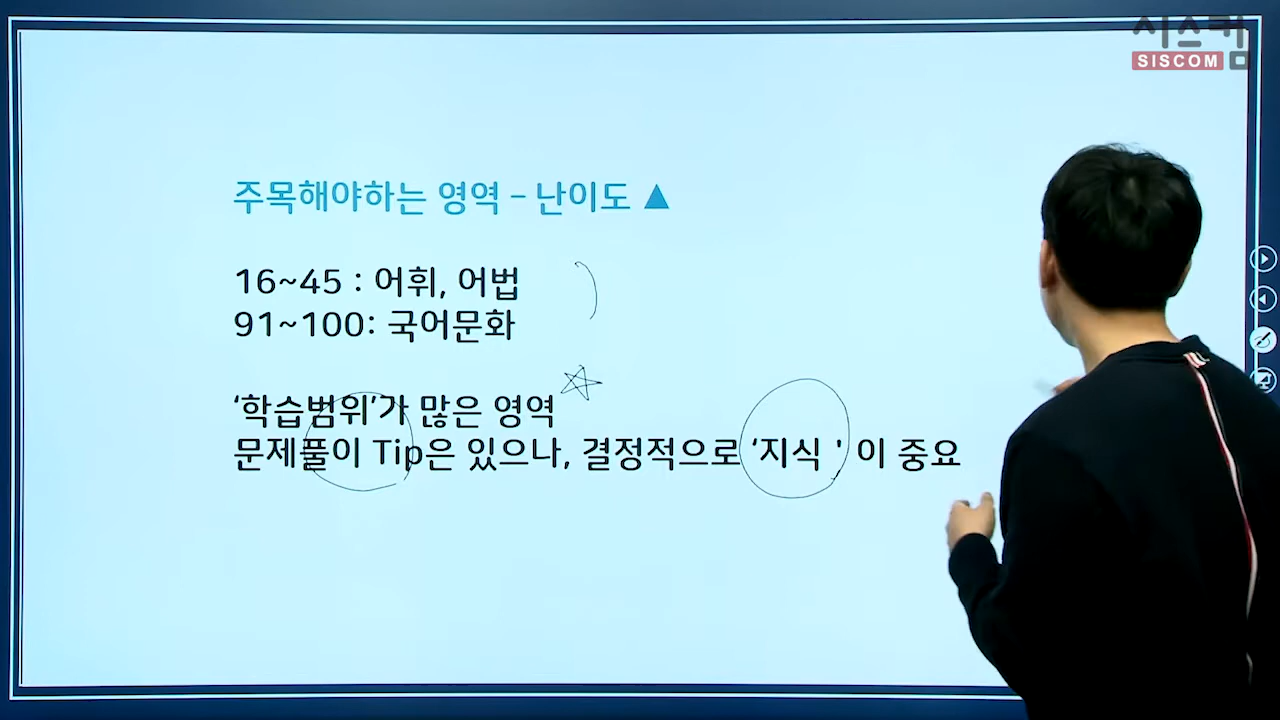 시스컴
SISCOM
주목해야하는 영역 – 난이도 ▲
16~45 : 어휘, 어법
91~100: 국어문화
‘학습범위’가 많은 영역
문제풀이 Tip은 있으나, 결정적으로 ‘지식 ' 이 중요